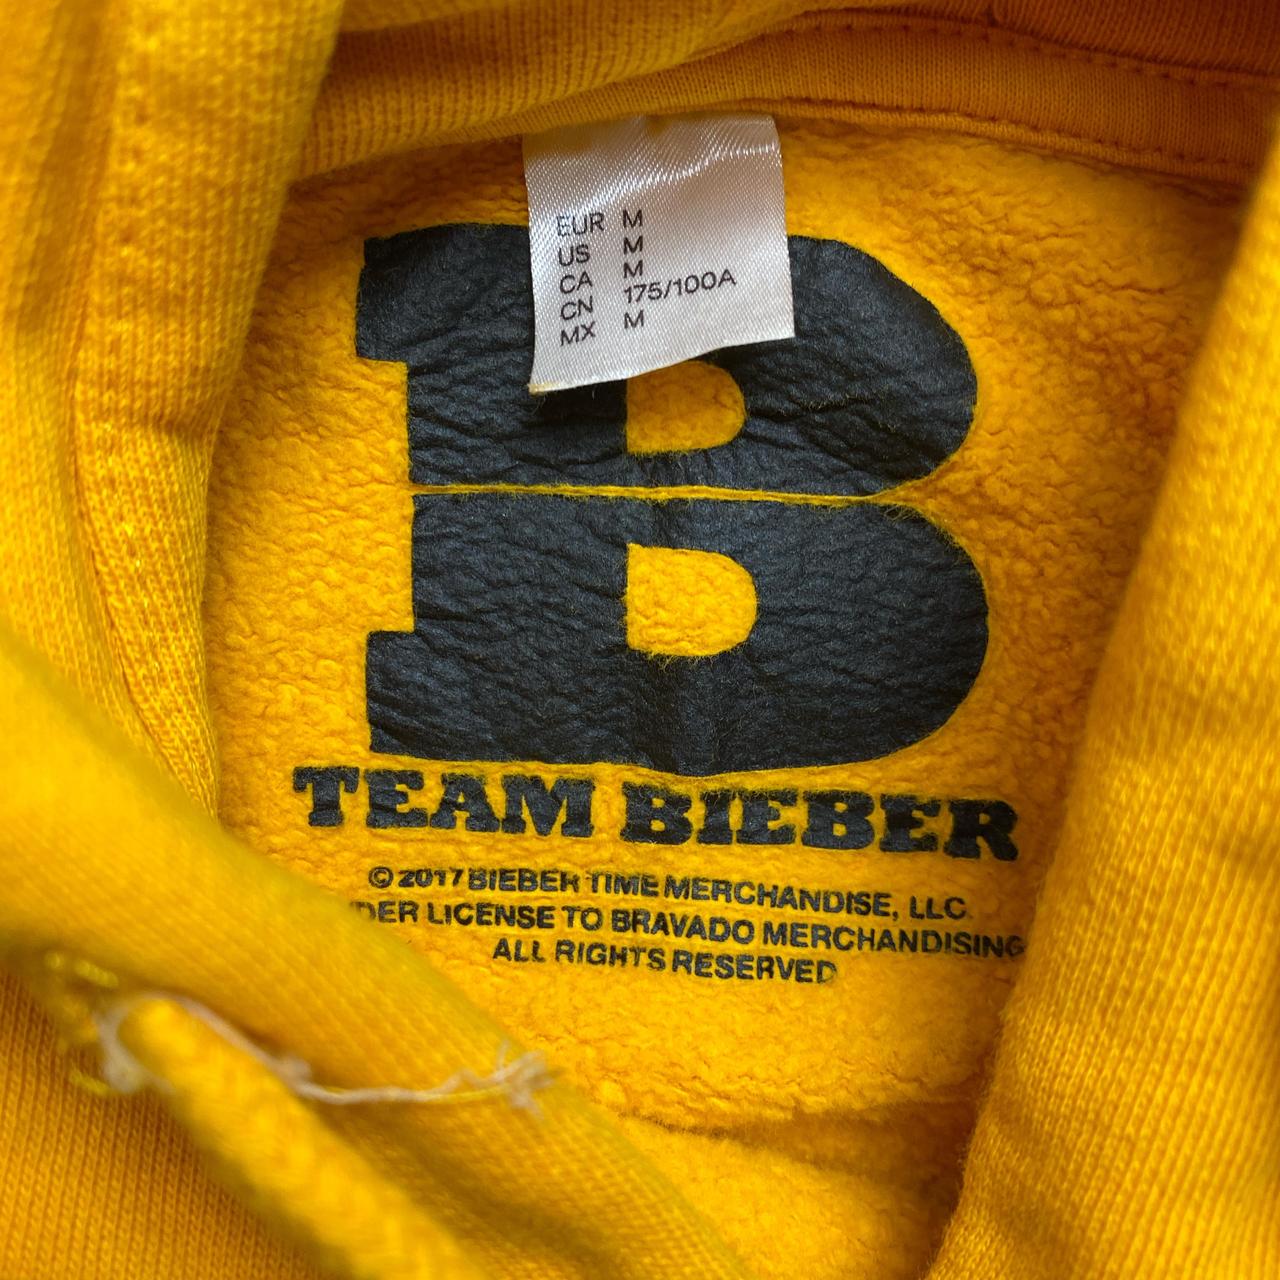 EUR M
US M
CA M
CN 175/100A
MX M
B
TEAM BIEBER
© 2017 BIEBER TIME MERCHANDISE, LLC.
LICENSE TO BRAVADO MERCHANDISING
ALL RIGHTS RESERVED